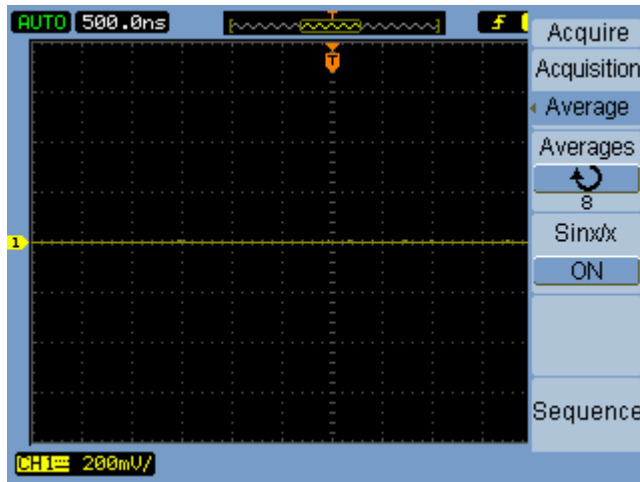 AUTO 500.0ns
T
Acquire
Acquisition
Average
Averages
8
Sinx/x
ON
Sequence
1
CH1 200mV/